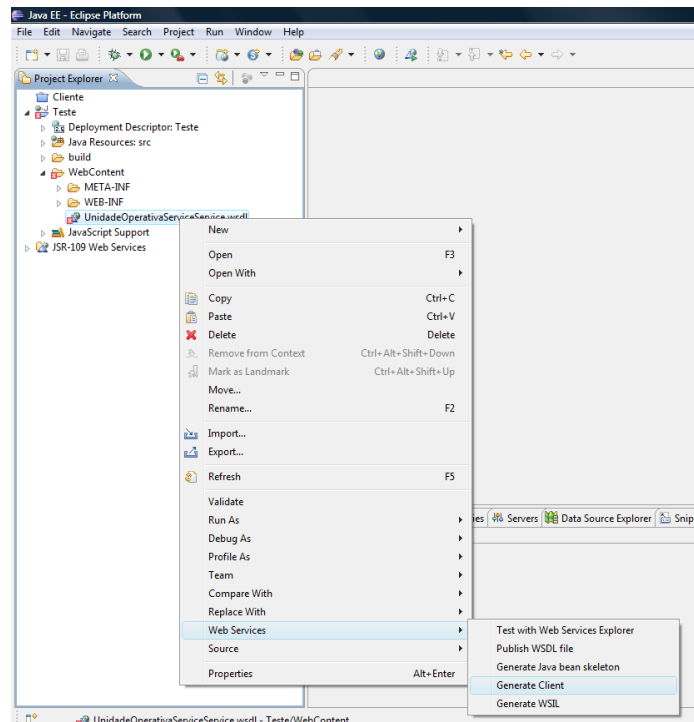 Java EE - Eclipse Platform
File Edit Navigate Search Project Run Window Help
Project Explorer
Cliente
Teste
Deployment Descriptor: Teste
Java Resources: src
build
WebContent
META-INF
WEB-INF
UnidadeOperativaServiceService.wsdl
JavaScript Support
JSR-109 Web Services
New
Open F3
Open With
Copy Ctrl+C
Paste Ctrl+V
Delete Delete
Remove from Context Ctrl+Alt+Shift+Down
Mark as Landmark Ctrl+Alt+Shift+Up
Move...
Rename... F2
Import...
Export...
Refresh F5
Validate
Run As
Debug As
Profile As
Team
Compare With
Replace With
Web Services
Source
Properties Alt+Enter
ies Servers Data Source Explorer Snip
Test with Web Services Explorer
Publish WSDL file
Generate Java bean skeleton
Generate Client
Generate WSIL
UnidadeOperativaServiceService.wsdl - Teste/WebContent